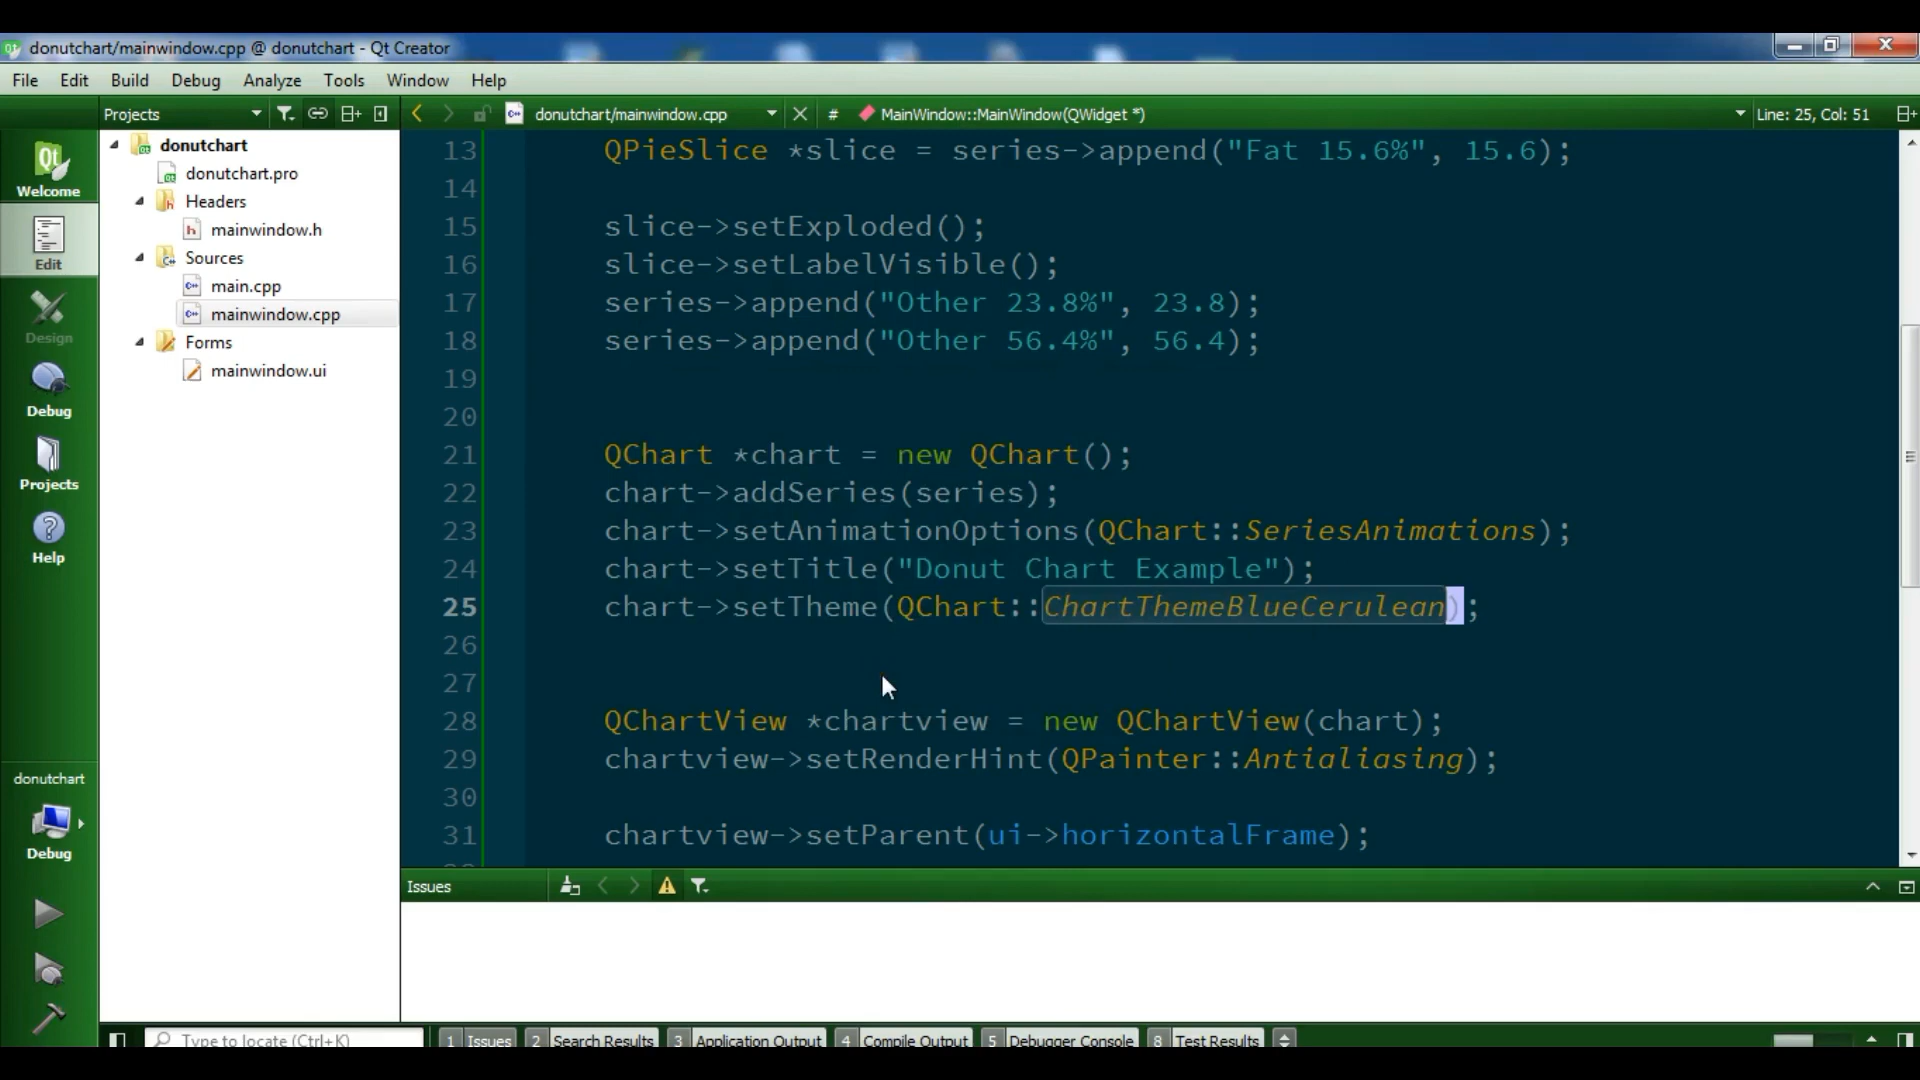 donutchart/mainwindow.cpp @ donutchart - Qt Creator
File Edit Build Debug Analyze Tools Window Help
Projects donutchart/mainwindow.cpp # MainWindow::MainWindow(QWidget *) Line: 25, Col: 51
Qt
Welcome
Edit
Design
Debug
Projects
Help
donutchart
Debug
donutchart
donutchart.pro
Headers
mainwindow.h
Sources
main.cpp
mainwindow.cpp
Forms
mainwindow.ui
13 QPieSlice *slice = series->append("Fat 15.6%", 15.6);
14
15 slice->setExploded();
16 slice->setLabelVisible();
17 series->append("Other 23.8%", 23.8);
18 series->append("Other 56.4%", 56.4);
19
20
21 QChart *chart = new QChart();
22 chart->addSeries(series);
23 chart->setAnimationOptions(QChart::SeriesAnimations);
24 chart->setTitle("Donut Chart Example");
25 chart->setTheme(QChart::ChartThemeBlueCerulean);
26
27
28 QChartView *chartview = new QChartView(chart);
29 chartview->setRenderHint(QPainter::Antialiasing);
30
31 chartview->setParent(ui->horizontalFrame);
Issues
Type to locate (Ctrl+K) 1 Issues 2 Search Results 3 Application Output 4 Compile Output 5 Debugger Console 8 Test Results